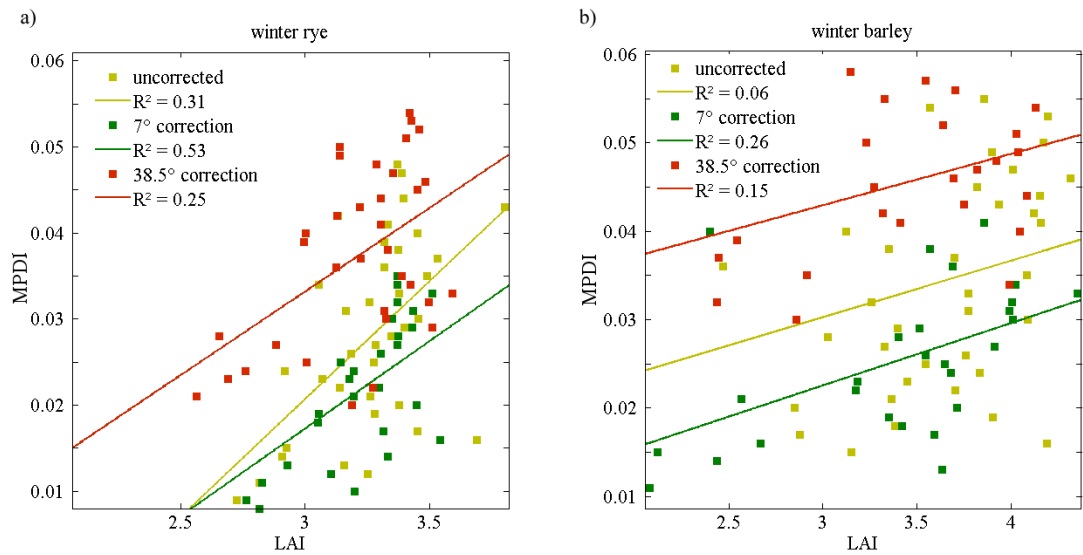 a)
winter rye
0.06
0.05
0.04
0.03
0.02
0.01
MPDI
uncorrected
R² = 0.31
7° correction
R² = 0.53
38.5° correction
R² = 0.25
2.5
3
3.5
LAI
b)
winter barley
0.06
0.05
0.04
0.03
0.02
0.01
MPDI
uncorrected
R² = 0.06
7° correction
R² = 0.26
38.5° correction
R² = 0.15
2.5
3
3.5
4
LAI